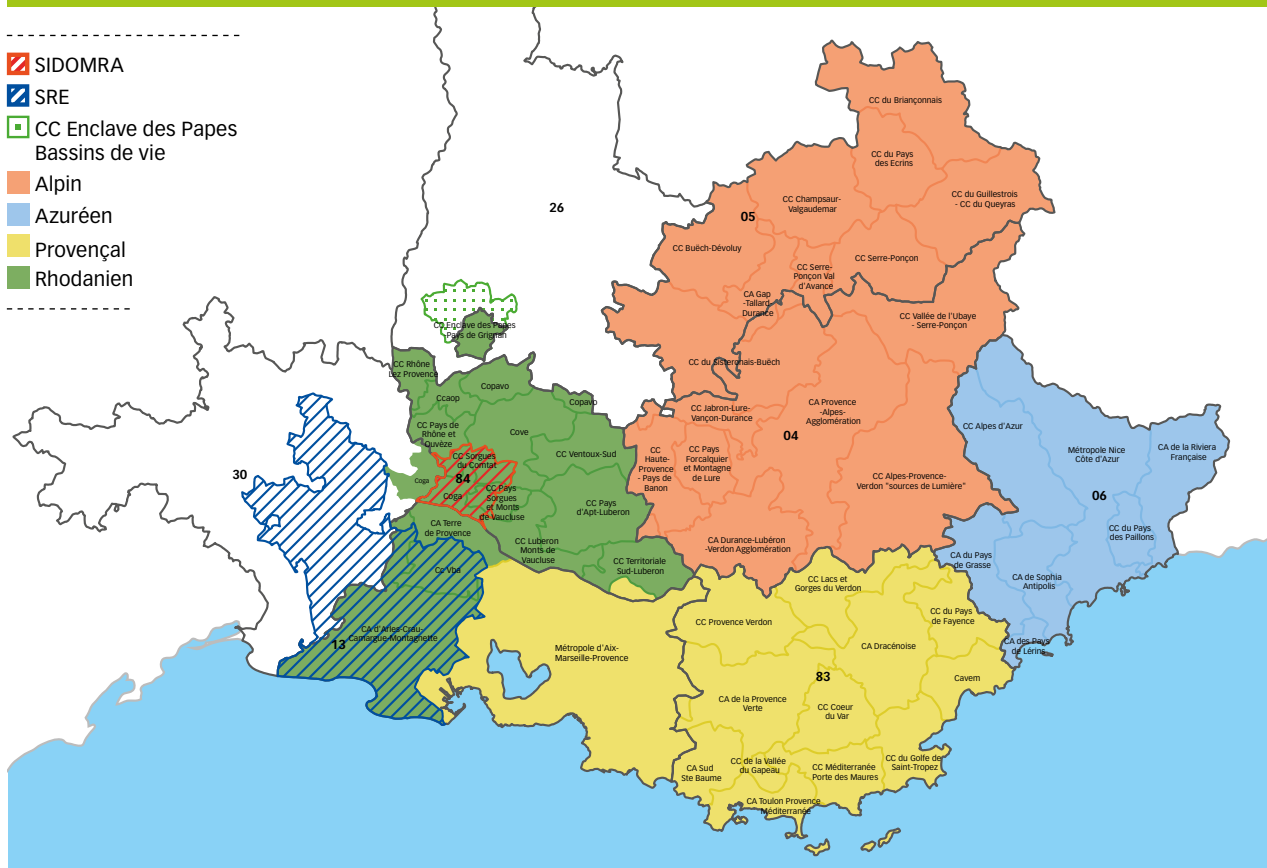 SIDOMRA
SRE
CC Enclave des Papes
Bassins de vie
Alpin
Azuréen
Provençal
Rhodanien
26
05
CC du Briançonnais
CC du Pays
des Ecrins
CC du Guillestrois
- CC du Queyras
CC Champsaur-
Valgaudemar
CC Buëch-Dévoluy
CC Serre-Ponçon
CC Serre-
Ponçon Val
d'Avance
CA Gap
-Tallard-
Durance
CC Vallée de l'Ubaye
- Serre-Ponçon
CC du Sisteronais-Buëch
CC Enclave des Papes
Pays de Grignan
CC Rhône
Lez Provence
Copavo
Ccaop
Copavo
CC Pays de
Rhône et
Ouvèze
Cove
CC Ventoux-Sud
CC Sorgues
du Comtat
84
Coga
Coga
CC Pays
Sorgues
et Monts
de Vaucluse
CC Pays
d'Apt-Luberon
CA Terre
de Provence
CC Luberon
Monts de
Vaucluse
CC Territoriale
Sud-Luberon
30
Cc Vba
CA d'Arles-Crau-
Camargue-Montagnette
13
CC Jabron-Lure-
Vançon-Durance
CA Provence
-Alpes-
Agglomération
04
CC
Haute-
Provence
- Pays de
Banon
CC Pays
Forcalquier
et Montagne
de Lure
CC Alpes-Provence-
Verdon "sources de Lumière"
CA Durance-Lubéron
-Verdon Agglomération
CC Alpes d'Azur
Métropole Nice
Côte d'Azur
CA de la Riviera
Française
06
CC du Pays
des Paillons
CA du Pays
de Grasse
CA de Sophia
Antipolis
CA des Pays
de Lérins
CC Lacs et
Gorges du Verdon
CC Provence Verdon
CC du Pays
de Fayence
CA Dracénoise
Métropole d'Aix-
Marseille-Provence
83
Cavem
CA de la Provence
Verte
CC Coeur
du Var
CA Sud
Ste Baume
CC de la Vallée
du Gapeau
CC Méditerranée
Porte des Maures
CC du Golfe de
Saint-Tropez
CA Toulon Provence
Méditerranée